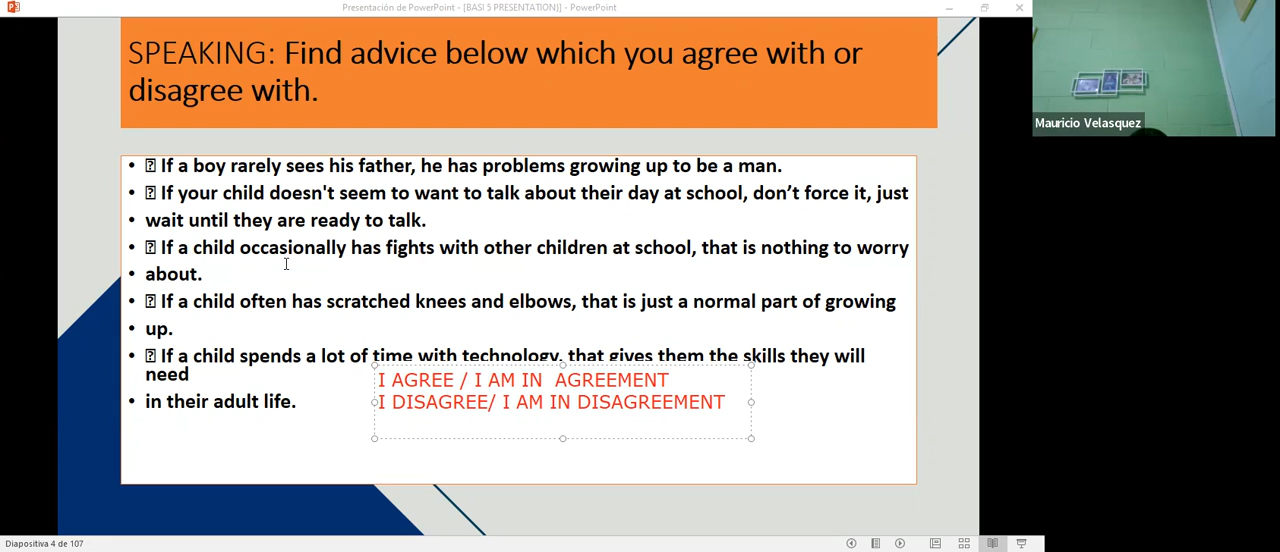 Presentación de PowerPoint - [BASI 5 PRESENTATION)] - PowerPoint
SPEAKING: Find advice below which you agree with or
disagree with.
Mauricio Velasquez
• If a boy rarely sees his father, he has problems growing up to be a man.
• If your child doesn't seem to want to talk about their day at school, don’t force it, just
• wait until they are ready to talk.
• If a child occasionally has fights with other children at school, that is nothing to worry
• about.
• If a child often has scratched knees and elbows, that is just a normal part of growing
• up.
• If a child spends a lot of time with technology, that gives them the skills they will
need
• in their adult life.
I AGREE / I AM IN AGREEMENT
I DISAGREE/ I AM IN DISAGREEMENT
Diapositiva 4 de 107